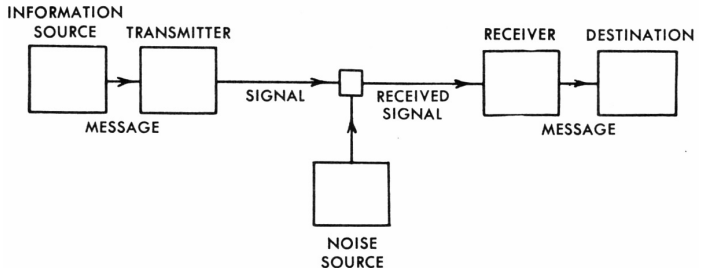 INFORMATION
SOURCE
TRANSMITTER
RECEIVER
DESTINATION
SIGNAL
RECEIVED
SIGNAL
MESSAGE
MESSAGE
NOISE
SOURCE